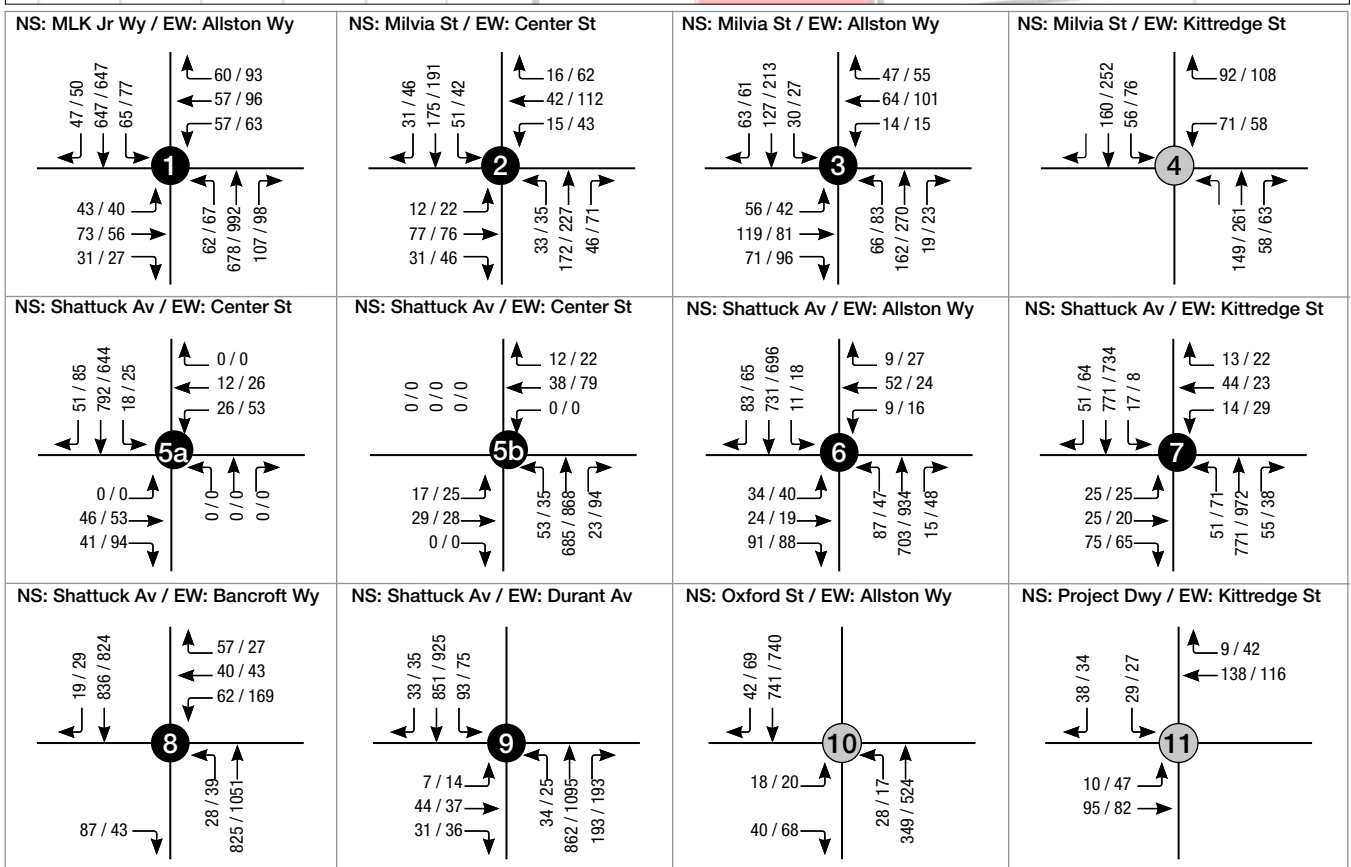 NS: MLK Jr Wy / EW: Allston Wy
47 / 50
647 / 647
65 / 77
60 / 93
57 / 96
57 / 63
1
43 / 40
73 / 56
31 / 27
62 / 67
678 / 992
107 / 98
NS: Milvia St / EW: Center St
31 / 46
175 / 191
51 / 42
16 / 62
42 / 112
15 / 43
2
12 / 22
77 / 76
31 / 46
33 / 35
172 / 227
46 / 71
NS: Milvia St / EW: Allston Wy
63 / 61
127 / 213
30 / 27
47 / 55
64 / 101
14 / 15
3
56 / 42
119 / 81
71 / 96
66 / 83
162 / 270
19 / 23
NS: Milvia St / EW: Kittredge St
160 / 252
56 / 76
92 / 108
71 / 58
4
149 / 261
58 / 63
NS: Shattuck Av / EW: Center St
51 / 85
792 / 644
18 / 25
0 / 0
12 / 26
26 / 53
5a
0 / 0
46 / 53
41 / 94
0 / 0
0 / 0
0 / 0
NS: Shattuck Av / EW: Center St
0 / 0
0 / 0
0 / 0
12 / 22
38 / 79
0 / 0
5b
17 / 25
29 / 28
0 / 0
53 / 35
685 / 868
23 / 94
NS: Shattuck Av / EW: Allston Wy
83 / 65
731 / 696
11 / 18
9 / 27
52 / 24
9 / 16
6
34 / 40
24 / 19
91 / 88
87 / 47
703 / 934
15 / 48
NS: Shattuck Av / EW: Kittredge St
51 / 64
771 / 734
17 / 8
13 / 22
44 / 23
14 / 29
7
25 / 25
25 / 20
75 / 65
51 / 71
771 / 972
55 / 38
NS: Shattuck Av / EW: Bancroft Wy
19 / 29
836 / 824
57 / 27
40 / 43
62 / 169
8
87 / 43
28 / 39
825 / 1051
NS: Shattuck Av / EW: Durant Av
33 / 35
851 / 925
93 / 75
9
7 / 14
44 / 37
31 / 36
34 / 25
862 / 1095
193 / 193
NS: Oxford St / EW: Allston Wy
42 / 69
741 / 740
10
18 / 20
40 / 68
28 / 17
349 / 524
NS: Project Dwy / EW: Kittredge St
38 / 34
29 / 27
9 / 42
138 / 116
11
10 / 47
95 / 82